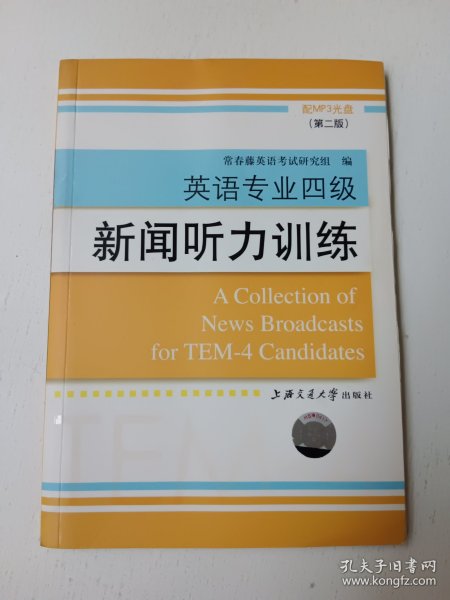 配MP3光盘
(第二版)
常春藤英语考试研究组 编
英语专业四级
新闻听力训练
A Collection of
News Broadcasts
for TEM-4 Candidates
上海交通大学出版社
TEM
孔夫子旧书网
www.kongfz.com